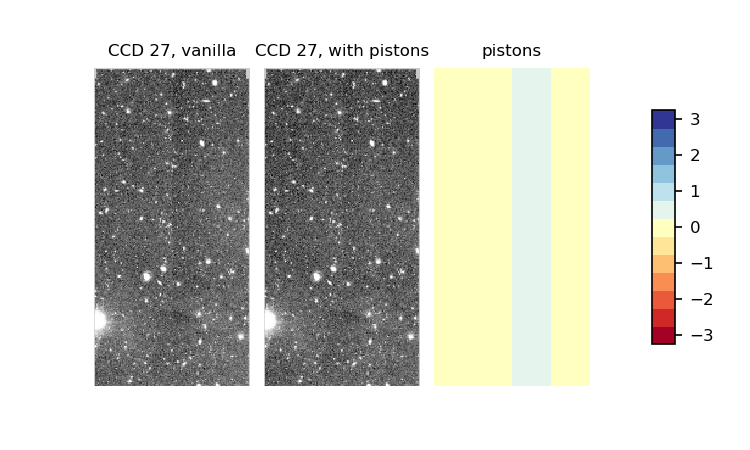 CCD 27, vanilla
CCD 27, with pistons
pistons
3
2
1
0
−1
−2
−3